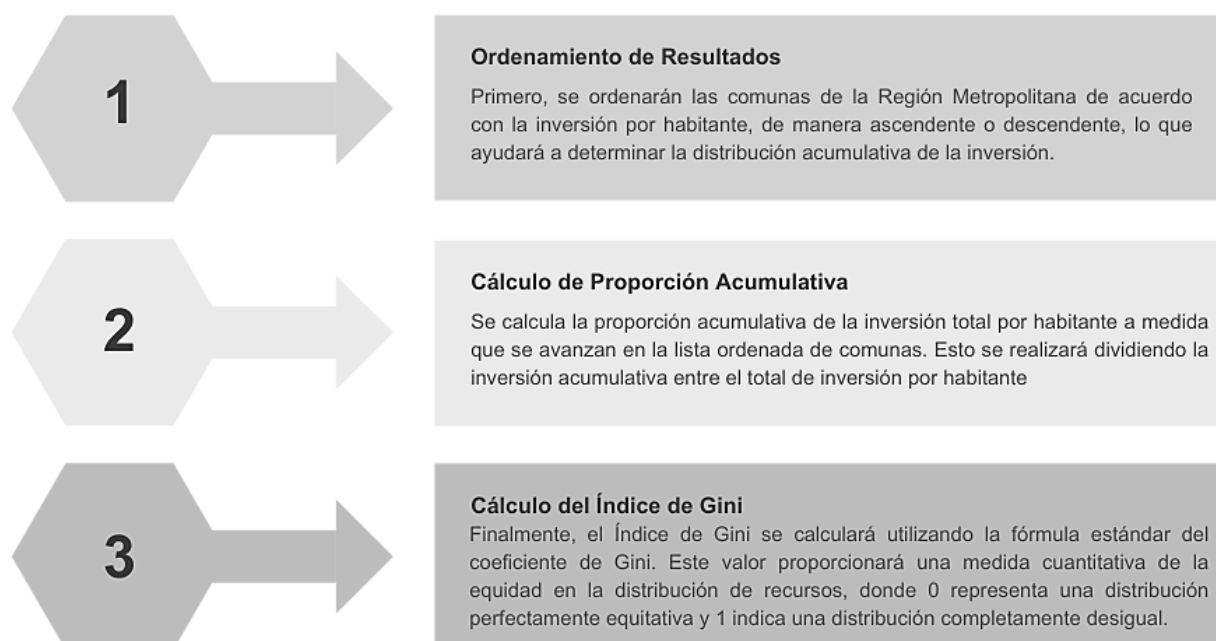 1
Ordenamiento de Resultados
Primero, se ordenarán las comunas de la Región Metropolitana de acuerdo
con la inversión por habitante, de manera ascendente o descendente, lo que
ayudará a determinar la distribución acumulativa de la inversión.
2
Cálculo de Proporción Acumulativa
Se calcula la proporción acumulativa de la inversión total por habitante a medida
que se avanzan en la lista ordenada de comunas. Esto se realizará dividiendo la
inversión acumulativa entre el total de inversión por habitante
3
Cálculo del Índice de Gini
Finalmente, el Índice de Gini se calculará utilizando la fórmula estándar del
coeficiente de Gini. Este valor proporcionará una medida cuantitativa de la
equidad en la distribución de recursos, donde 0 representa una distribución
perfectamente equitativa y 1 indica una distribución completamente desigual.